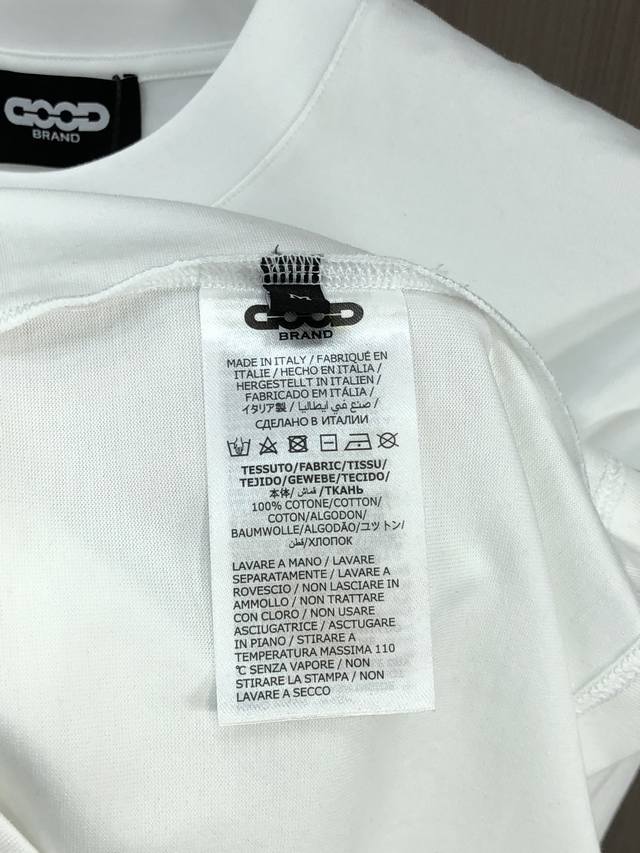 GOOD
BRAND
M
GOOD
BRAND
MADE IN ITALY / FABRIQUÉ EN
ITALIE / HECHO EN ITALIA /
HERGESTELLT IN ITALIEN /
FABRICADO EM ITÁLIA /
イタリア製 / صنع في ايطاليا /
СДЕЛАНО В ИТАЛИИ
TESSUTO/FABRIC/TISSU/
TEJIDO/GEWEBE/TECIDO/
本体/ قماش /ТКАНЬ
100% COTONE/COTTON/
COTON/ALGODON/
BAUMWOLLE/ALGODÃO/コットン/
قطن/ХЛОПОК
LAVARE A MANO / LAVARE
SEPARATAMENTE / LAVARE A
ROVESCIO / NON LASCIARE IN
AMMOLLO / NON TRATTARE
CON CLORO / NON USARE
ASCIUGATRICE / ASCTUGARE
IN PIANO / STIRARE A
TEMPERATURA MASSIMA 110
℃ SENZA VAPORE / NON
STIRARE LA STAMPA / NON
LAVARE A SECCO